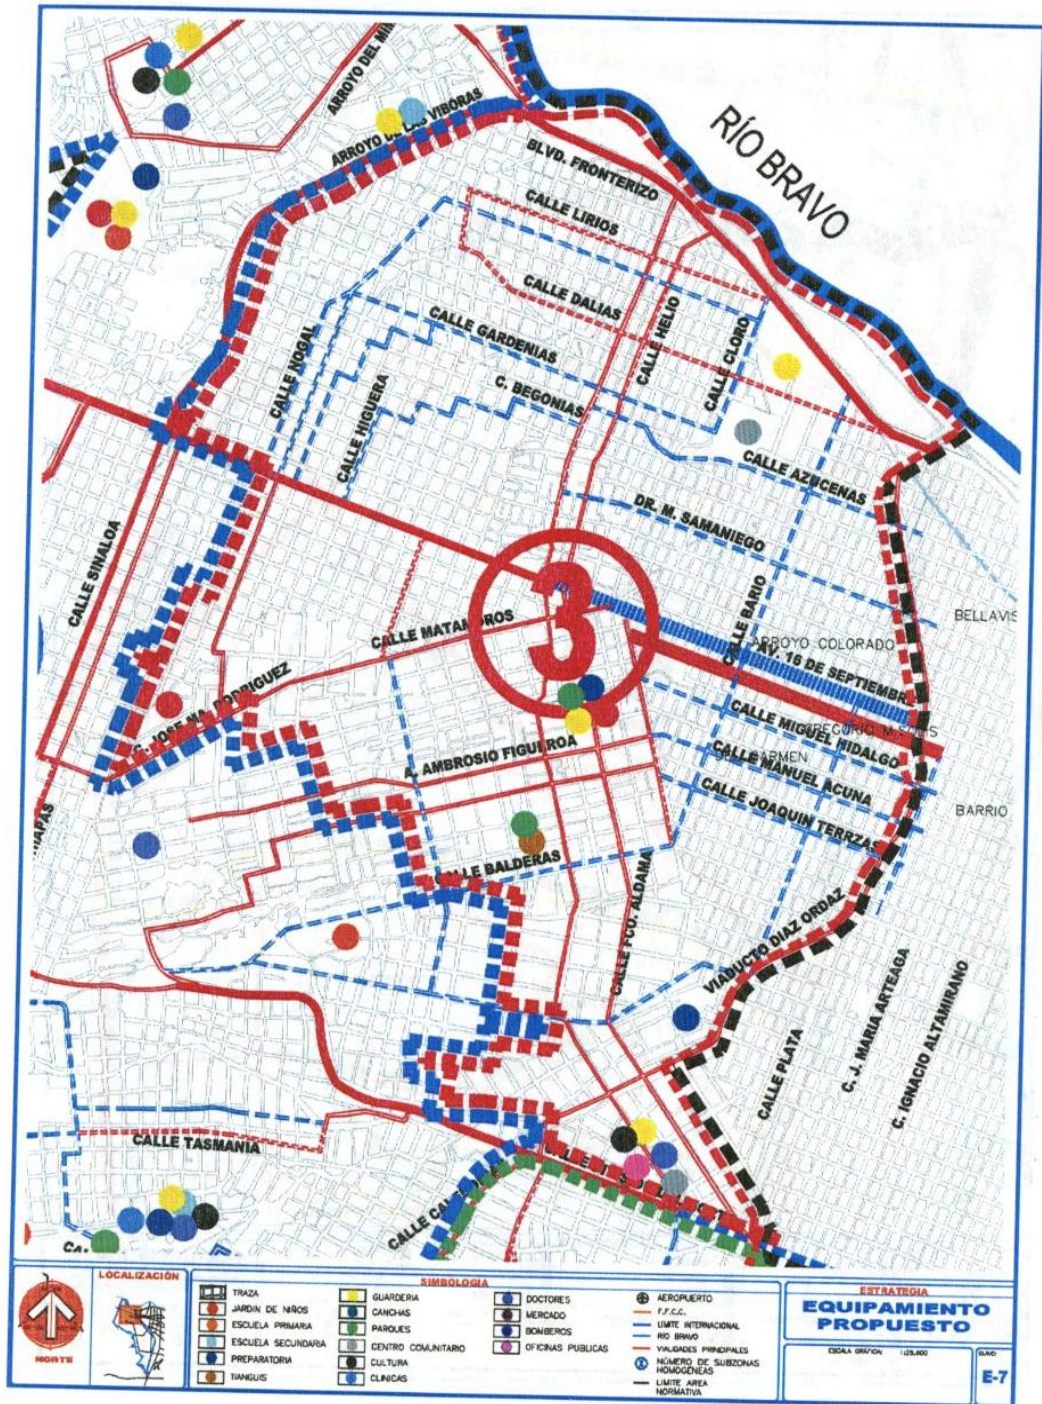 RÍO BRAVO
ARROYO DEL MIM
ARROYO DE LAS VIBORAS
BLVD. FRONTERIZO
CALLE LIRIOS
CALLE DALIAS
CALLE HELIO
CALLE CLORO
CALLE GARDENIAS
CALLE NOGAL
CALLE HIGUERA
C. BEGONIAS
CALLE AZUCENAS
DR. M. SAMANIEGO
CALLE SINALOA
3
CALLE MATAMOROS
CALLE BARIO
BELLAVIS
ARROYO COLORADO
AV. 16 DE SEPTIEMBRE
C. JOSE MA. RODRIGUEZ
CALLE MIGUEL HIDALGO
A. AMBROSIO FIGUEROA
CALLE MANUEL ACUNA
CALLE JOAQUIN TERRZAS
BARRIO
CALLE BALDERAS
CALLE FCO. ALDAMA
VIADUCTO DIAZ ORDAZ
CALLE PLATA
C. J. MARIA ARTEAGA
C. IGNACIO ALTAMIRANO
CALLE TASMANIA
NORTE
LOCALIZACIÓN
SIMBOLOGIA
TRAZA
JARDIN DE NIÑOS
ESCUELA PRIMARIA
ESCUELA SECUNDARIA
PREPARATORIA
TIANGUIS
GUARDERIA
CANCHAS
PARQUES
CENTRO COMUNITARIO
CULTURA
CLINICAS
DOCTORES
MERCADO
BOMBEROS
OFICINAS PUBLICAS
AEROPUERTO
F.F.C.C.
LIMITE INTERNACIONAL
RIO BRAVO
VIALIDADES PRINCIPALES
NÚMERO DE SUBZONAS
HOMOGÉNEAS
LIMITE AREA
NORMATIVA
ESTRATEGIA
EQUIPAMIENTO
PROPUESTO
ESCALA GRAFICA
CLAVE
E-7